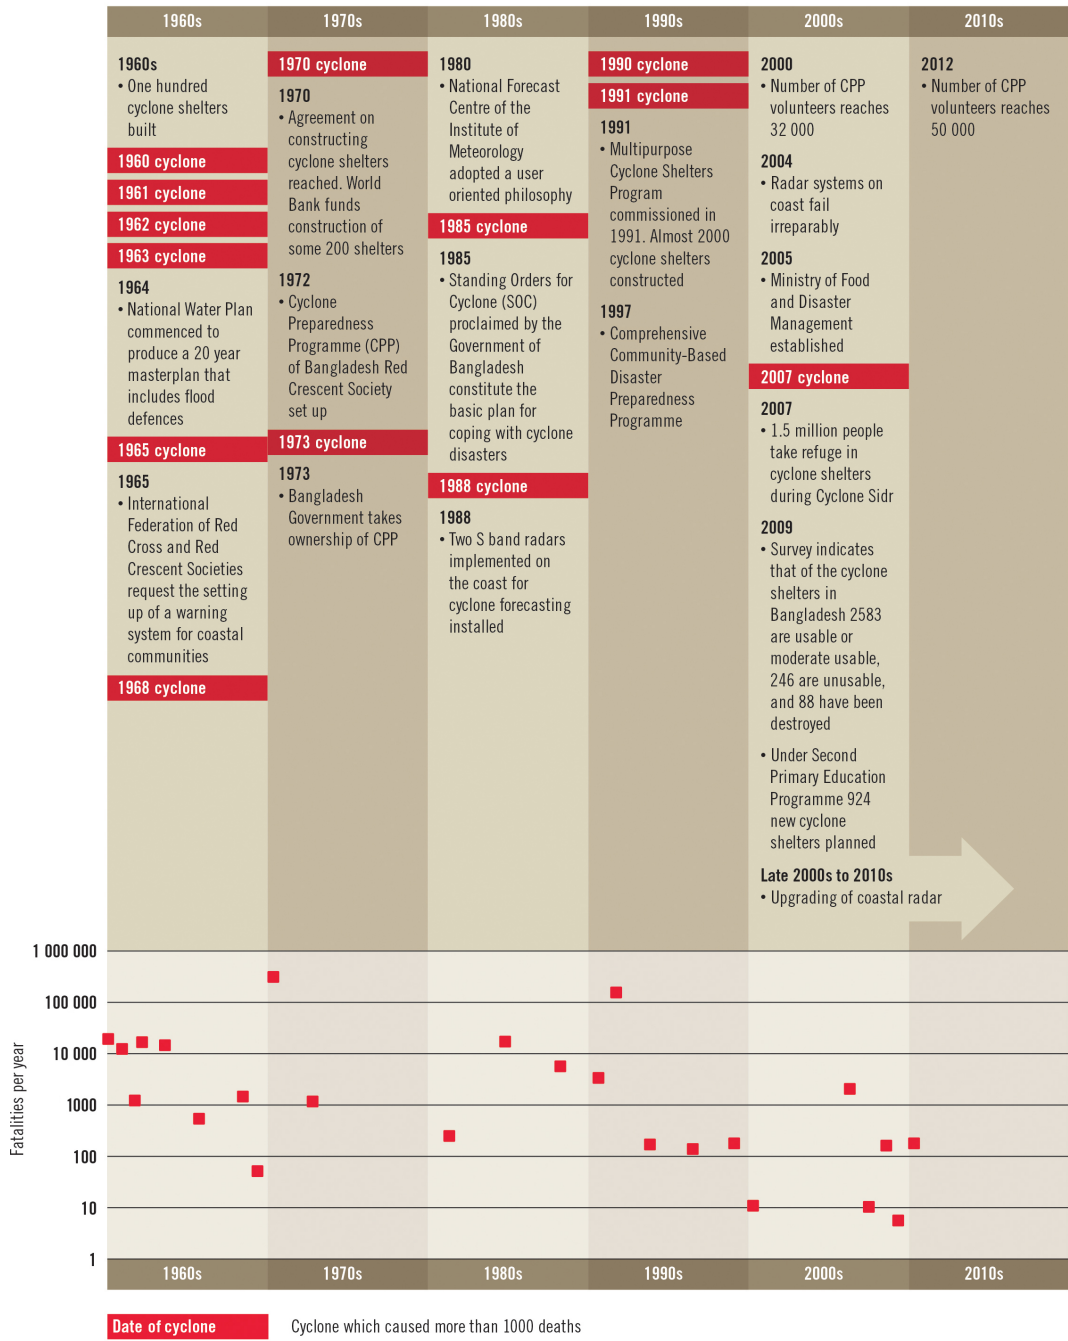 1960s
1970s
1980s
1990s
2000s
2010s
1960s
• One hundred
cyclone shelters
built
1960 cyclone
1961 cyclone
1962 cyclone
1963 cyclone
1964
• National Water Plan
commenced to
produce a 20 year
masterplan that
includes flood
defences
1965 cyclone
1965
• International
Federation of Red
Cross and Red
Crescent Societies
request the setting
up of a warning
system for coastal
communities
1968 cyclone
1970 cyclone
1970
• Agreement on
constructing
cyclone shelters
reached. World
Bank funds
construction of
some 200 shelters
1972
• Cyclone
Preparedness
Programme (CPP)
of Bangladesh Red
Crescent Society
set up
1973 cyclone
1973
• Bangladesh
Government takes
ownership of CPP
1980
• National Forecast
Centre of the
Institute of
Meteorology
adopted a user
oriented philosophy
1985 cyclone
1985
• Standing Orders for
Cyclone (SOC)
proclaimed by the
Government of
Bangladesh
constitute the
basic plan for
coping with cyclone
disasters
1988 cyclone
1988
• Two S band radars
implemented on
the coast for
cyclone forecasting
installed
1990 cyclone
1991 cyclone
1991
• Multipurpose
Cyclone Shelters
Program
commissioned in
1991. Almost 2000
cyclone shelters
constructed
1997
• Comprehensive
Community-Based
Disaster
Preparedness
Programme
2000
• Number of CPP
volunteers reaches
32 000
2004
• Radar systems on
coast fail
irreparably
2005
• Ministry of Food
and Disaster
Management
established
2007 cyclone
2007
• 1.5 million people
take refuge in
cyclone shelters
during Cyclone Sidr
2009
• Survey indicates
that of the cyclone
shelters in
Bangladesh 2583
are usable or
moderate usable,
246 are unusable,
and 88 have been
destroyed
• Under Second
Primary Education
Programme 924
new cyclone
shelters planned
Late 2000s to 2010s
• Upgrading of coastal radar
2012
• Number of CPP
volunteers reaches
50 000
Fatalities per year
1 000 000
100 000
10 000
1000
100
10
1
1960s
1970s
1980s
1990s
2000s
2010s
Date of cyclone
Cyclone which caused more than 1000 deaths